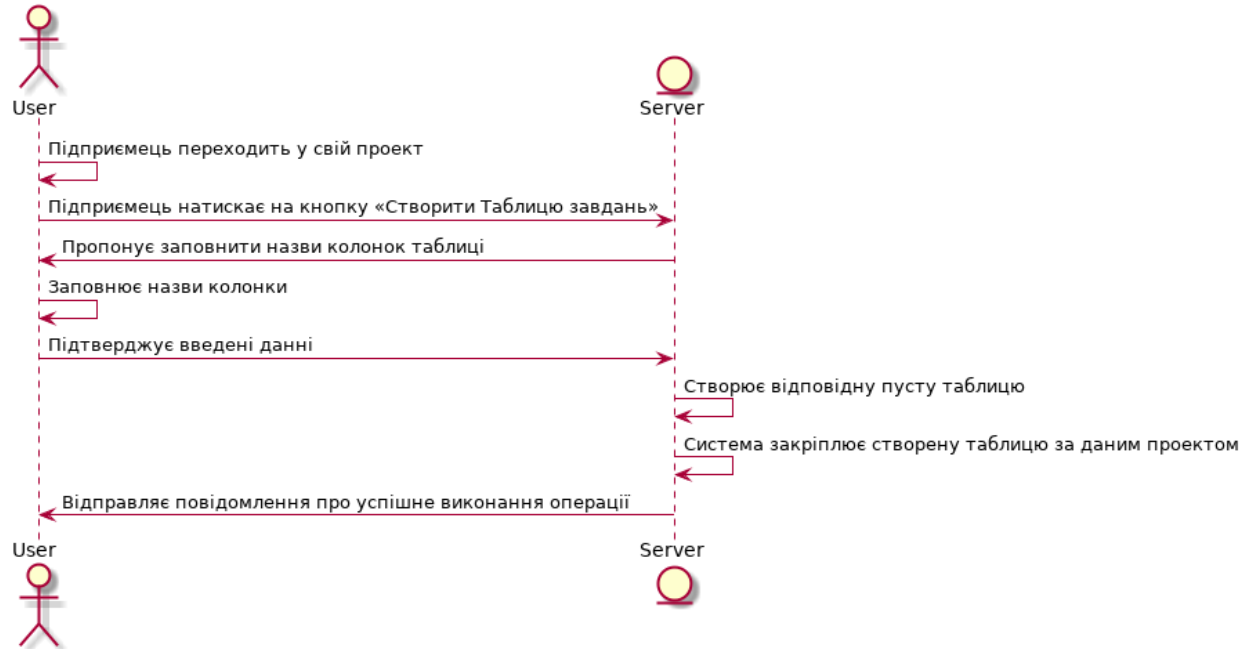 User
Server
Підприємець переходить у свій проект
Підприємець натискає на кнопку «Створити Таблицю завдань»
Пропонує заповнити назви колонок таблиці
Заповнює назви колонки
Підтверджує введені данні
Створює відповідну пусту таблицю
Система закріплює створену таблицю за даним проектом
Відправляє повідомлення про успішне виконання операції
User
Server